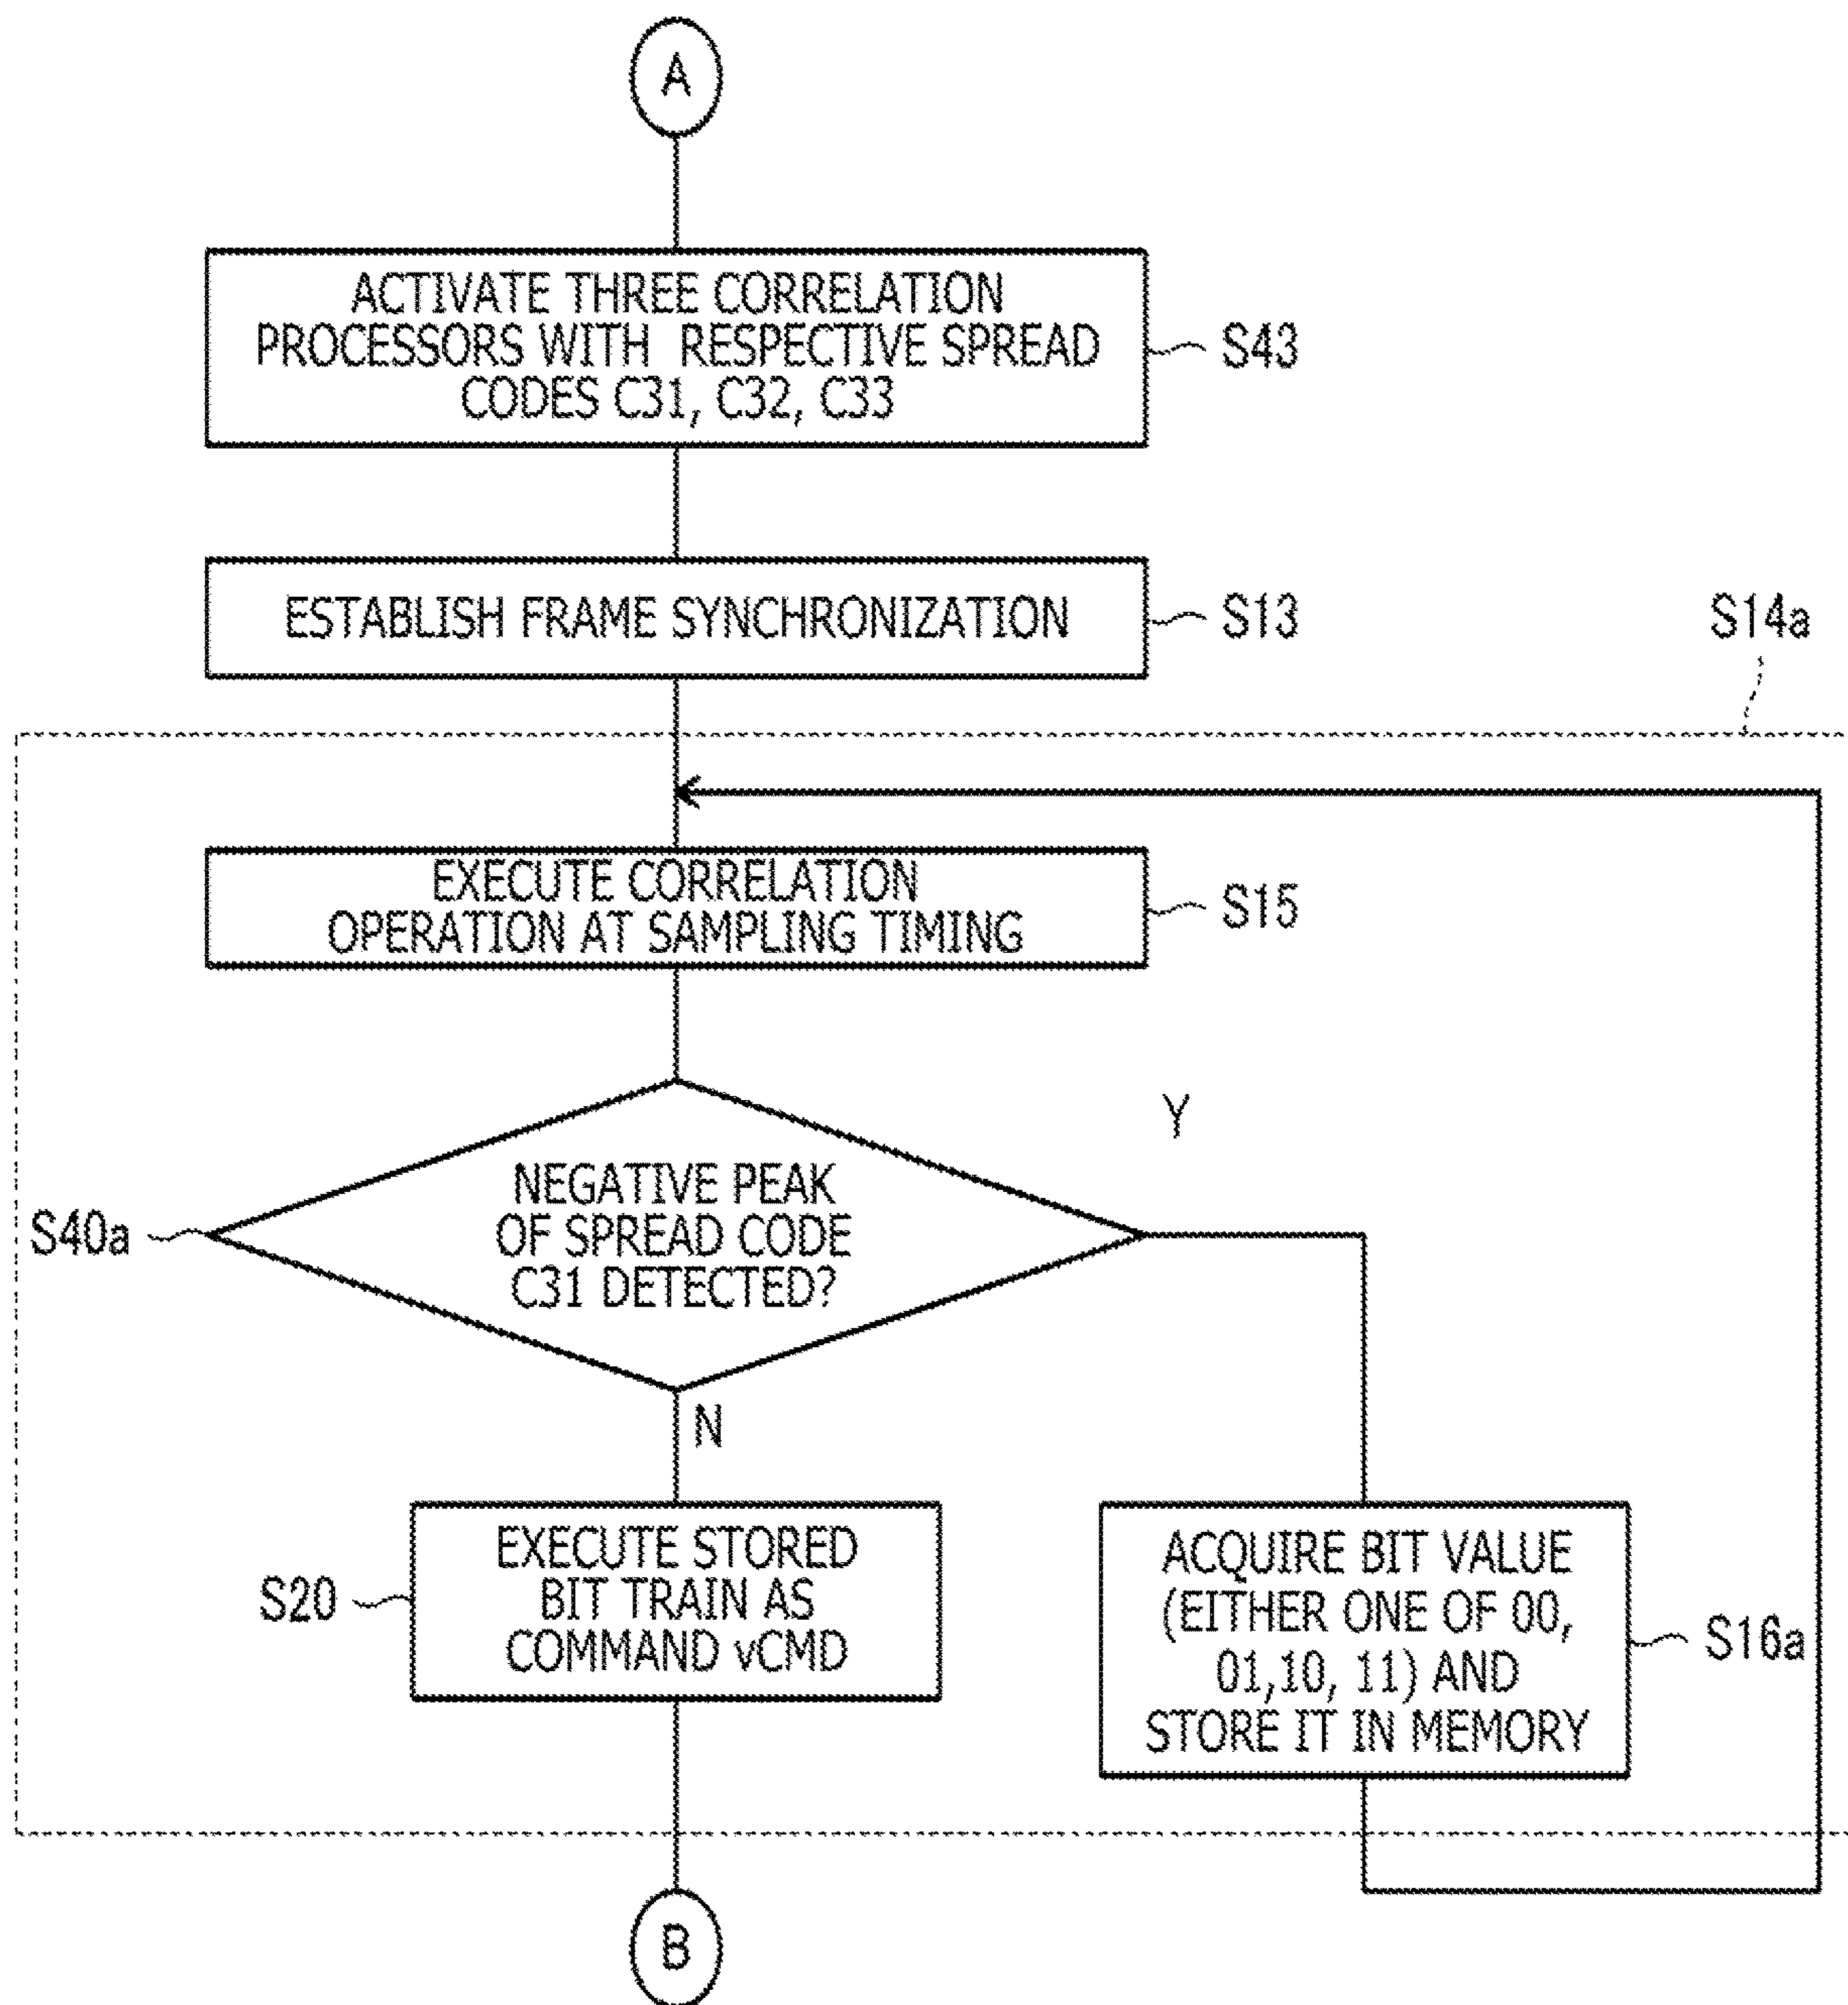 A
ACTIVATE THREE CORRELATION
PROCESSORS WITH RESPECTIVE SPREAD
CODES C31, C32, C33
S43
ESTABLISH FRAME SYNCHRONIZATION
S13
S14a
EXECUTE CORRELATION
OPERATION AT SAMPLING TIMING
S15
Y
NEGATIVE PEAK
OF SPREAD CODE
C31 DETECTED?
S40a
N
EXECUTE STORED
BIT TRAIN AS
COMMAND vCMD
S20
ACQUIRE BIT VALUE
(EITHER ONE OF 00,
01,10, 11) AND
STORE IT IN MEMORY
S16a
B